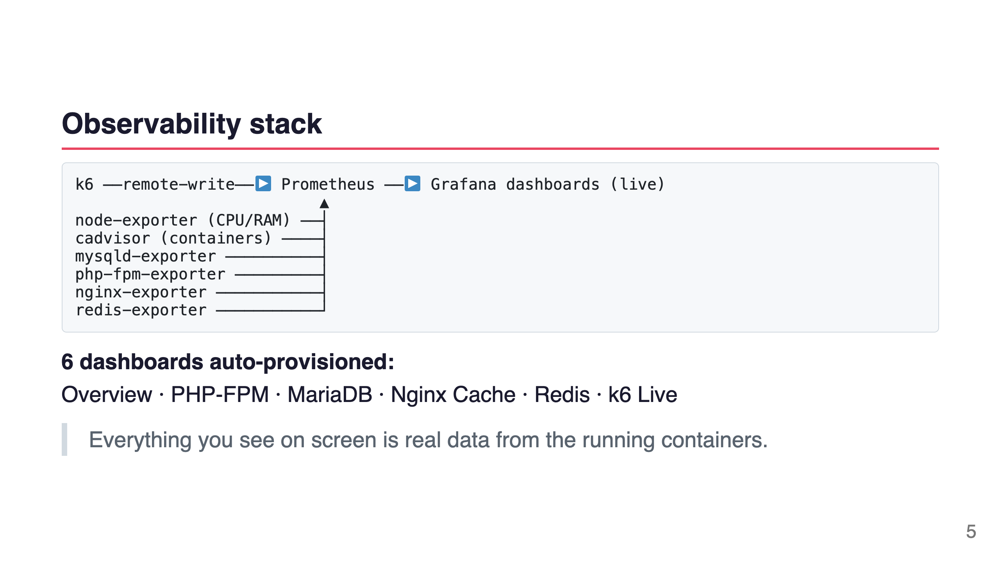 Observability stack
k6 ──remote-write──▶ Prometheus ──▶ Grafana dashboards (live)
▲
node-exporter (CPU/RAM) ──┤
cadvisor (containers) ────┤
mysqld-exporter ──────────┤
php-fpm-exporter ─────────┤
nginx-exporter ───────────┤
redis-exporter ───────────┘
6 dashboards auto-provisioned:
Overview · PHP-FPM · MariaDB · Nginx Cache · Redis · k6 Live
Everything you see on screen is real data from the running containers.
5